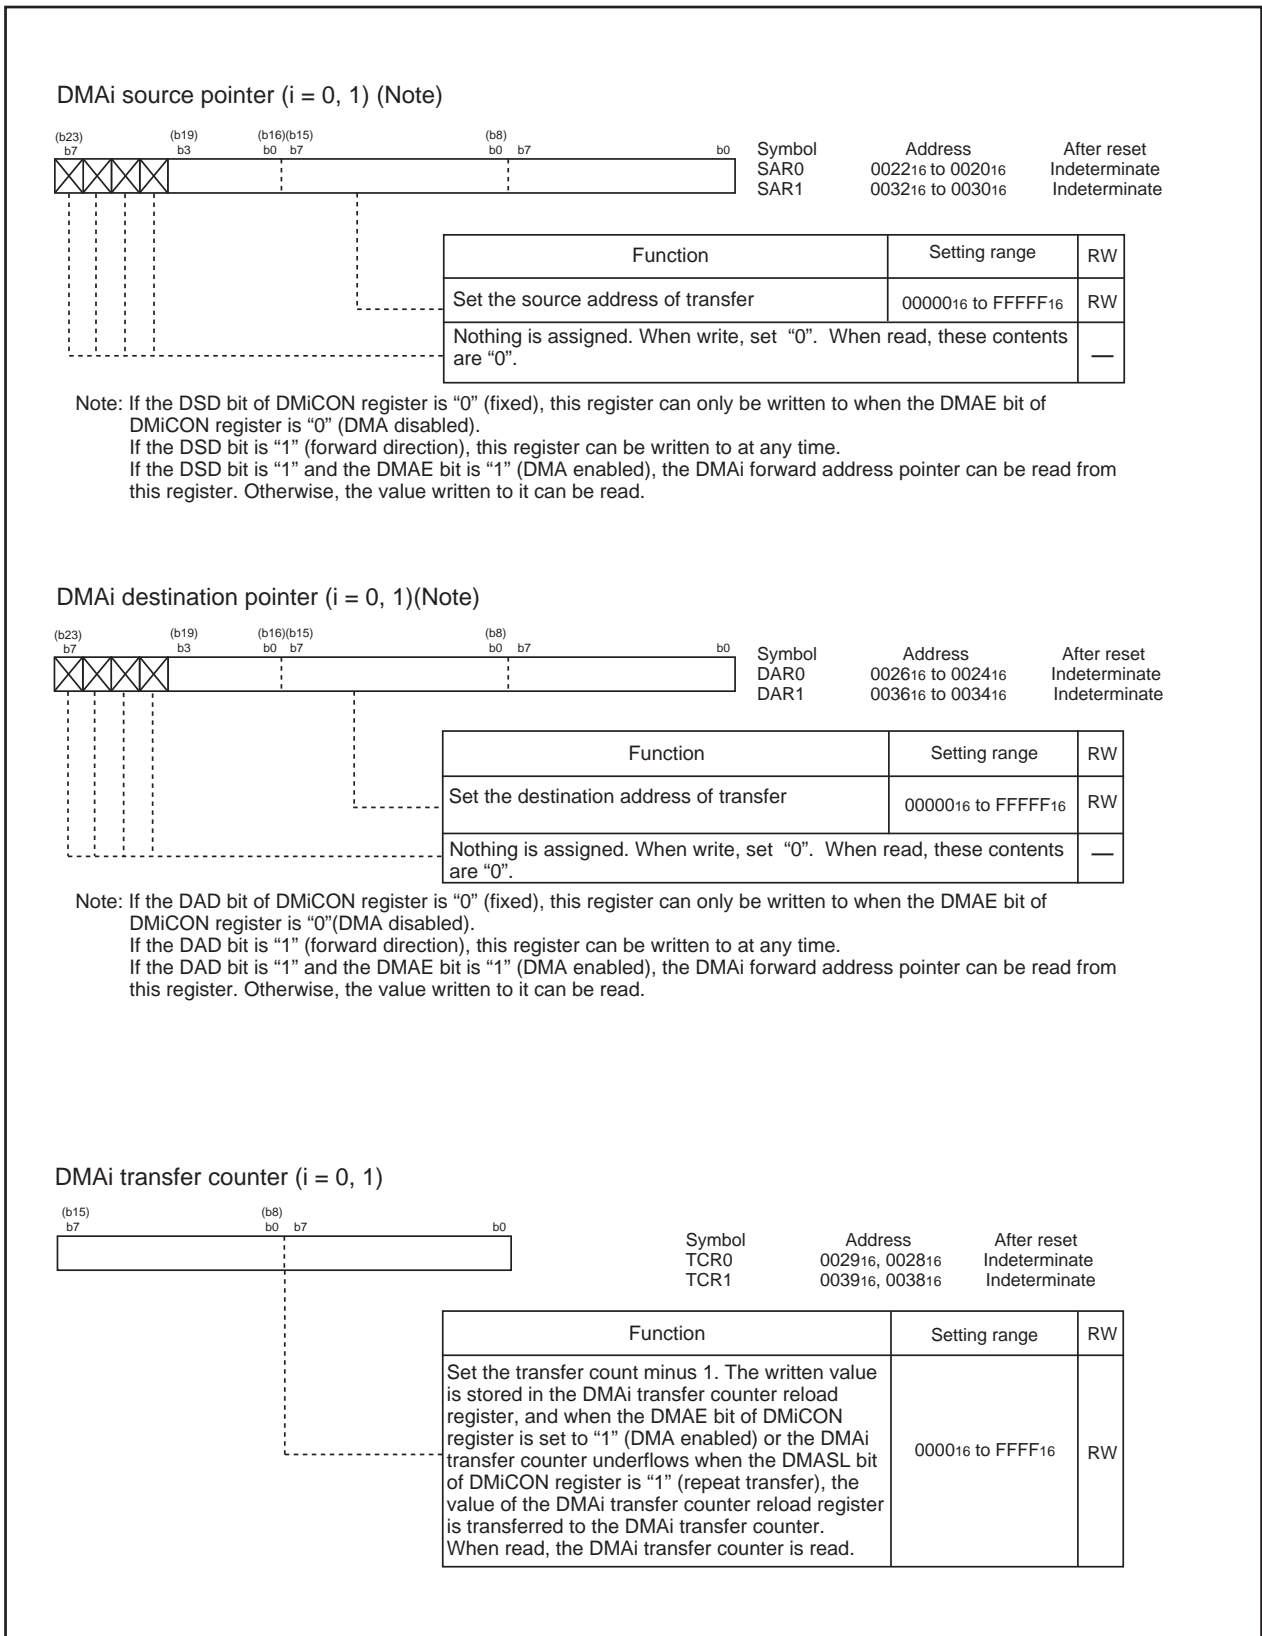 DMAi source pointer (i = 0, 1) (Note)
(b23) (b19) (b16)(b15) (b8)
b7 b3 b0 b7 b0 b7 b0
Symbol Address After reset
SAR0 002216 to 002016 Indeterminate
SAR1 003216 to 003016 Indeterminate
Function Setting range RW
Set the source address of transfer 0000016 to FFFFF16 RW
Nothing is assigned. When write, set “0”. When read, these contents
are “0”. —
Note: If the DSD bit of DMiCON register is “0” (fixed), this register can only be written to when the DMAE bit of
DMiCON register is “0” (DMA disabled).
If the DSD bit is “1” (forward direction), this register can be written to at any time.
If the DSD bit is “1” and the DMAE bit is “1” (DMA enabled), the DMAi forward address pointer can be read from
this register. Otherwise, the value written to it can be read.
DMAi destination pointer (i = 0, 1)(Note)
(b23) (b19) (b16)(b15) (b8)
b7 b3 b0 b7 b0 b7 b0
Symbol Address After reset
DAR0 002616 to 002416 Indeterminate
DAR1 003616 to 003416 Indeterminate
Function Setting range RW
Set the destination address of transfer 0000016 to FFFFF16 RW
Nothing is assigned. When write, set “0”. When read, these contents
are “0”. —
Note: If the DAD bit of DMiCON register is “0” (fixed), this register can only be written to when the DMAE bit of
DMiCON register is “0”(DMA disabled).
If the DAD bit is “1” (forward direction), this register can be written to at any time.
If the DAD bit is “1” and the DMAE bit is “1” (DMA enabled), the DMAi forward address pointer can be read from
this register. Otherwise, the value written to it can be read.
DMAi transfer counter (i = 0, 1)
(b15) (b8)
b7 b0 b7 b0
Symbol Address After reset
TCR0 002916, 002816 Indeterminate
TCR1 003916, 003816 Indeterminate
Function Setting range RW
Set the transfer count minus 1. The written value
is stored in the DMAi transfer counter reload
register, and when the DMAE bit of DMiCON
register is set to “1” (DMA enabled) or the DMAi
transfer counter underflows when the DMASL bit
of DMiCON register is “1” (repeat transfer), the
value of the DMAi transfer counter reload register
is transferred to the DMAi transfer counter.
When read, the DMAi transfer counter is read.
000016 to FFFF16 RW